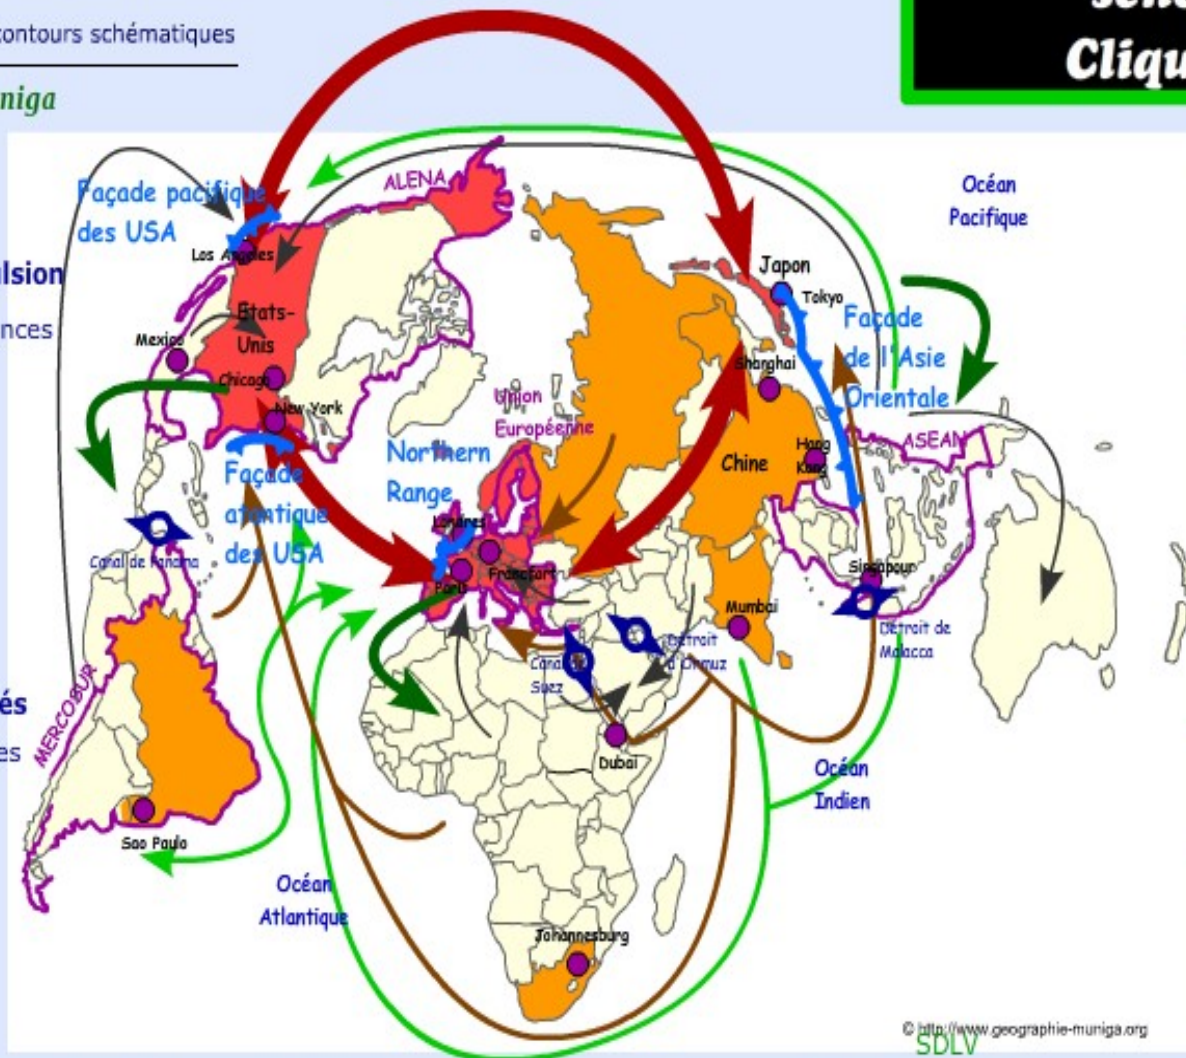 contours schématiques
niga
Cliqu
ulsion
nces
és
es
Façade pacifique
des USA
ALENA
Océan
Pacifique
Los Angeles
Japon
Tokyo
Etats-
Unis
Mexico
Chicago
New York
Façade
de l'Asie
Orientale
Shanghai
Union
Européenne
ASEAN
Northern
Range
Hong
Kong
Chine
Façade
atlantique
des USA
Londres
Canal de Panama
Paris
Francfort
Singapour
Mumbai
Détroit de
Malacca
Détroit
d'Ormuz
Canal de
Suez
MERCOSUR
Dubai
Océan
Indien
Sao Paulo
Océan
Atlantique
Johannesburg
© http://www.geographie-muniga.org
SDLV